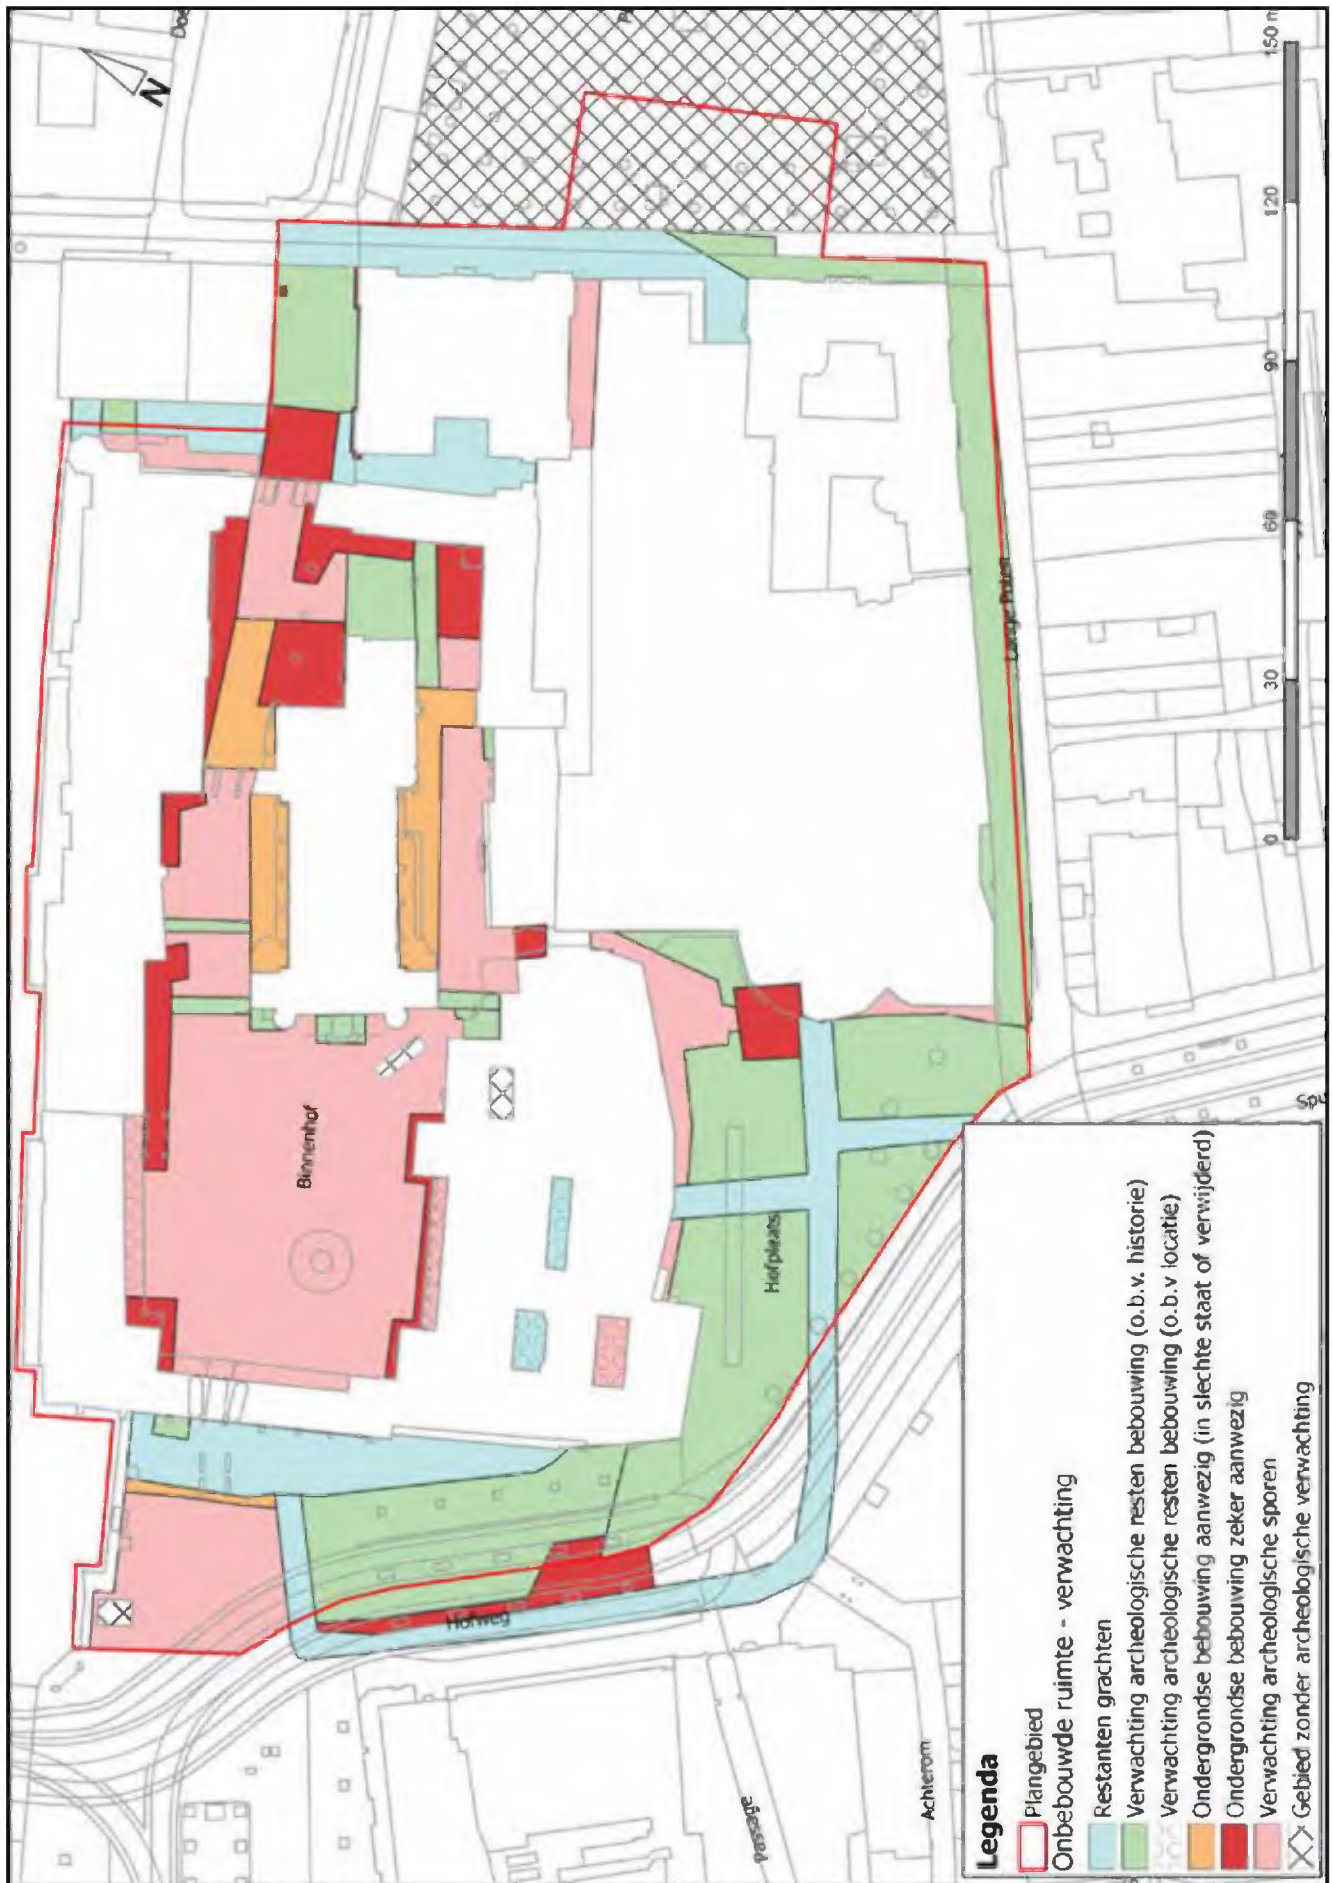 N
Binnenhof
Hofplaats
Hofweg
Lange Poten
Passage
Achterom
Spu
0
30
60
90
120
150 m
Legenda
Plangebied
Onbebouwde ruimte - verwachting
Restanten grachten
Verwachting archeologische resten bebouwing (o.b.v. historie)
Verwachting archeologische resten bebouwing (o.b.v locatie)
Ondergrondse bebouwing aanwezig (in slechte staat of verwijderd)
Ondergrondse bebouwing zeker aanwezig
Verwachting archeologische sporen
Gebied zonder archeologische verwachting